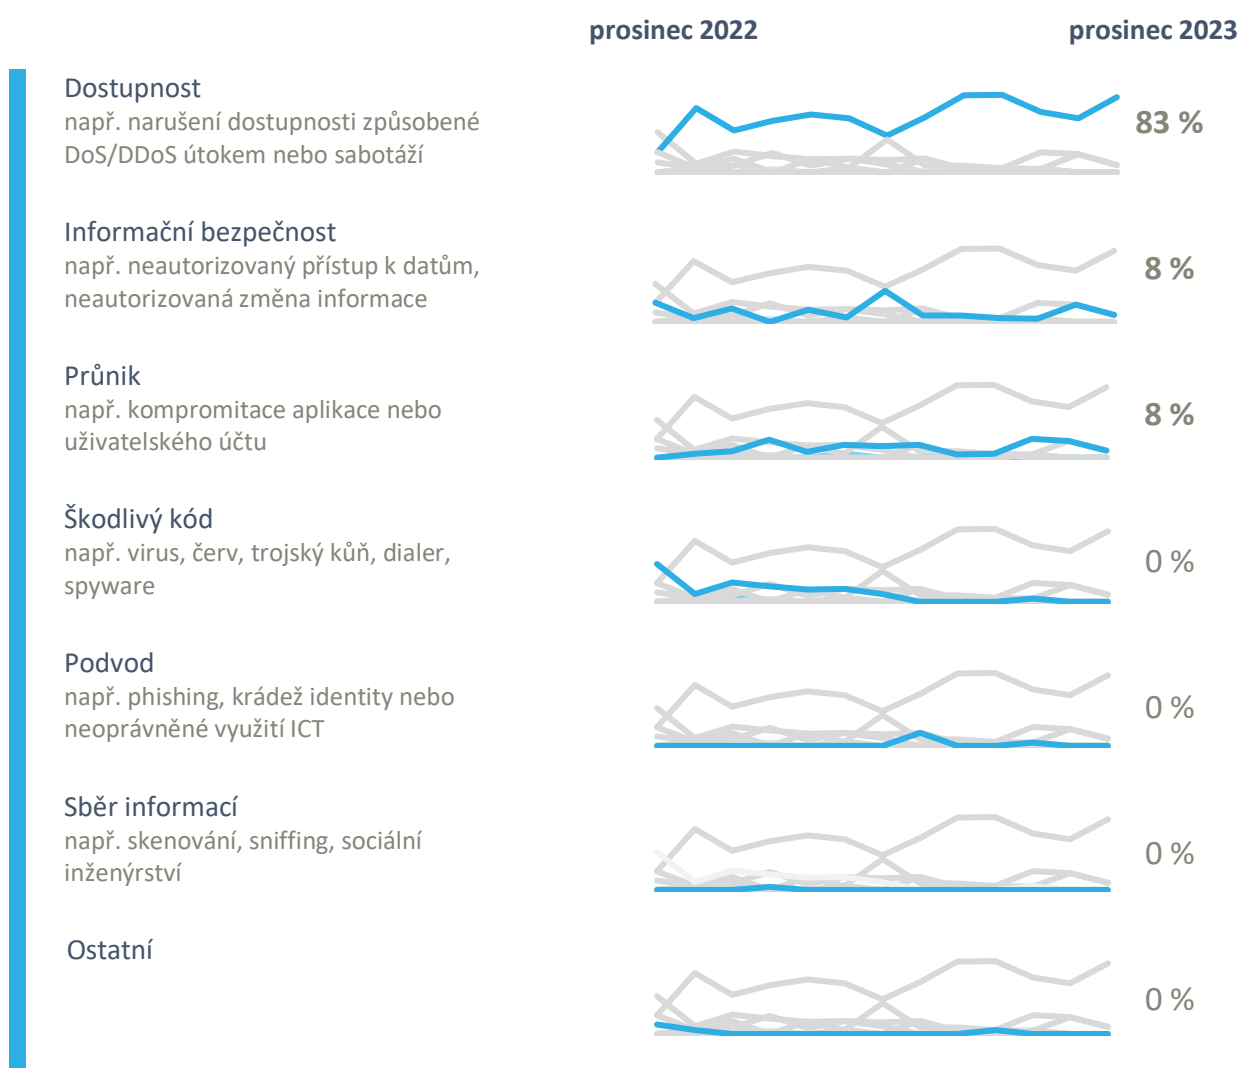 prosinec 2022
prosinec 2023
Dostupnost
např. narušení dostupnosti způsobené
DoS/DDoS útokem nebo sabotáží
83 %
Informační bezpečnost
např. neautorizovaný přístup k datům,
neautorizovaná změna informace
8 %
Průnik
např. kompromitace aplikace nebo
uživatelského účtu
8 %
Škodlivý kód
např. virus, červ, trojský kůň, dialer,
spyware
0 %
Podvod
např. phishing, krádež identity nebo
neoprávněné využití ICT
0 %
Sběr informací
např. skenování, sniffing, sociální
inženýrství
0 %
Ostatní
0 %